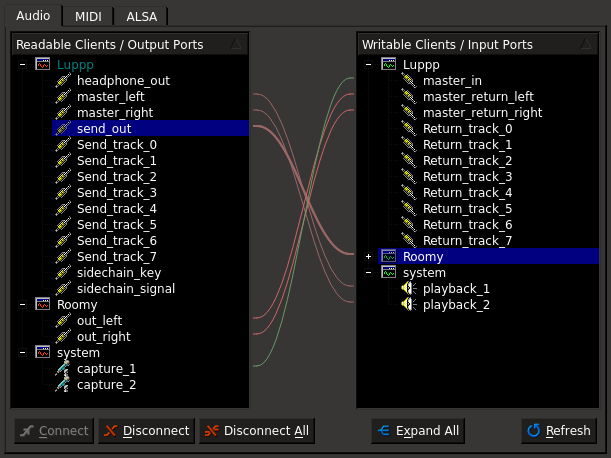 Audio
MIDI
ALSA
Readable Clients / Output Ports
Luppp
headphone_out
master_left
master_right
send_out
Send_track_0
Send_track_1
Send_track_2
Send_track_3
Send_track_4
Send_track_5
Send_track_6
Send_track_7
sidechain_key
sidechain_signal
Roomy
out_left
out_right
system
capture_1
capture_2
Writable Clients / Input Ports
Luppp
master_in
master_return_left
master_return_right
Return_track_0
Return_track_1
Return_track_2
Return_track_3
Return_track_4
Return_track_5
Return_track_6
Return_track_7
Roomy
system
playback_1
playback_2
Connect
Disconnect
Disconnect All
Expand All
Refresh